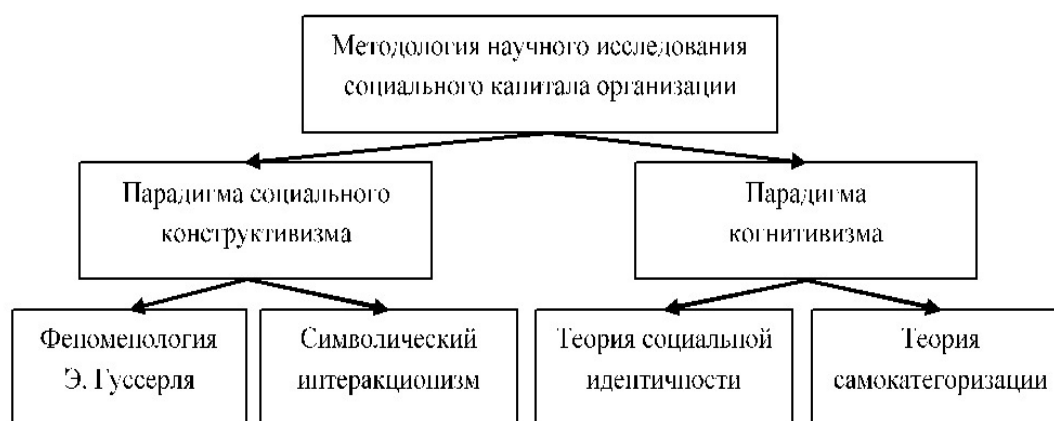 Методология научного исследования
социального капитала организации
Парадигма социального
конструктивизма
Парадигма
когнитивизма
Феноменология
Э. Гуссерля
Символический
интеракционизм
Теория социальной
идентичности
Теория
самокатегоризации